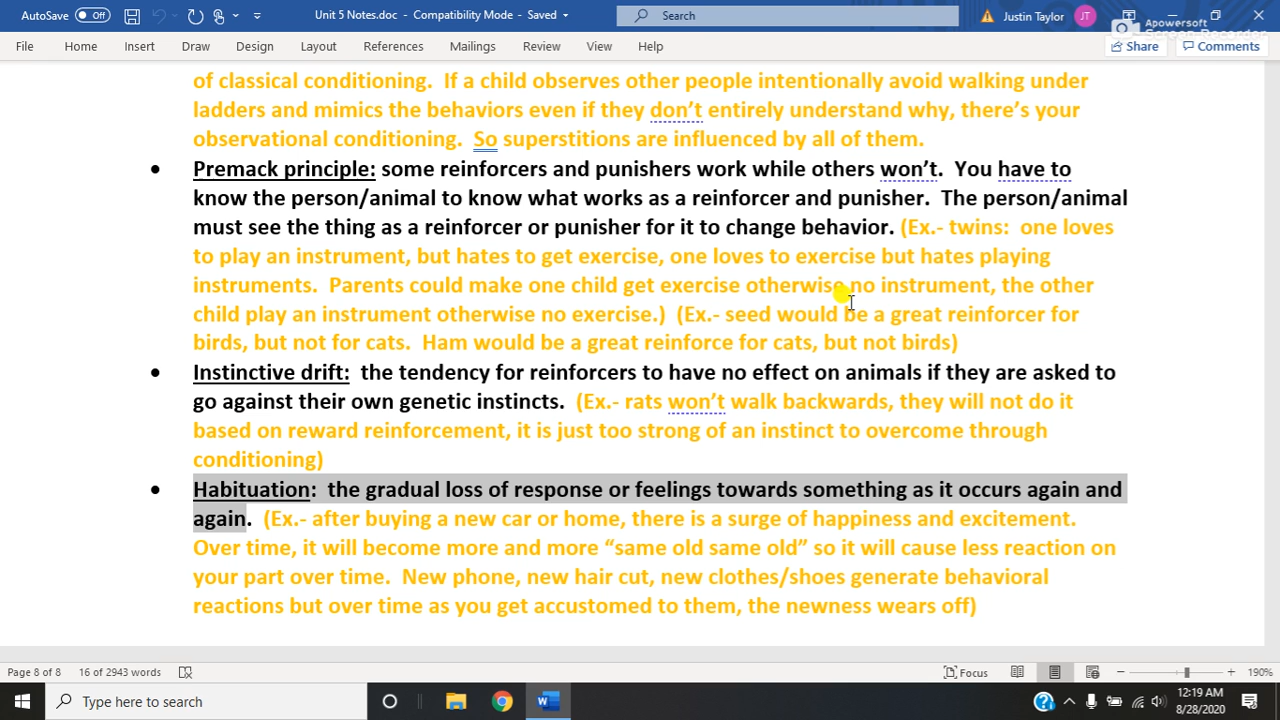 AutoSave Off Unit 5 Notes.doc - Compatibility Mode - Saved Search Justin Taylor JT
Apowersoft
Screen Recorder
File Home Insert Draw Design Layout References Mailings Review View Help Share Comments
of classical conditioning. If a child observes other people intentionally avoid walking under
ladders and mimics the behaviors even if they don't entirely understand why, there's your
observational conditioning. So superstitions are influenced by all of them.
• Premack principle: some reinforcers and punishers work while others won't. You have to
know the person/animal to know what works as a reinforcer and punisher. The person/animal
must see the thing as a reinforcer or punisher for it to change behavior. (Ex.- twins: one loves
to play an instrument, but hates to get exercise, one loves to exercise but hates playing
instruments. Parents could make one child get exercise otherwise no instrument, the other
child play an instrument otherwise no exercise.) (Ex.- seed would be a great reinforcer for
birds, but not for cats. Ham would be a great reinforce for cats, but not birds)
• Instinctive drift: the tendency for reinforcers to have no effect on animals if they are asked to
go against their own genetic instincts. (Ex.- rats won't walk backwards, they will not do it
based on reward reinforcement, it is just too strong of an instinct to overcome through
conditioning)
• Habituation: the gradual loss of response or feelings towards something as it occurs again and
again. (Ex.- after buying a new car or home, there is a surge of happiness and excitement.
Over time, it will become more and more “same old same old” so it will cause less reaction on
your part over time. New phone, new hair cut, new clothes/shoes generate behavioral
reactions but over time as you get accustomed to them, the newness wears off)
Page 8 of 8 16 of 2943 words Focus 190%
Type here to search 12:19 AM
8/28/2020